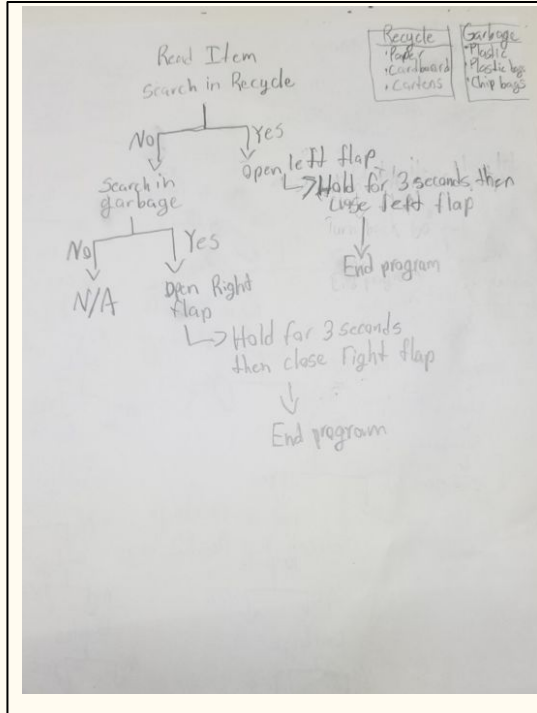 Read Item
Search in Recycle
Recycle
• Paper
• Cardboard
• Cartens
Garbage
• Plastic
• Plastic bags
• Chip bags
No
Yes
Search in
garbage
Open left flap
Hold for 3 seconds, then
close left flap
End program
No
Yes
N/A
Open Right
flap
Hold for 3 seconds
then close right flap
End program